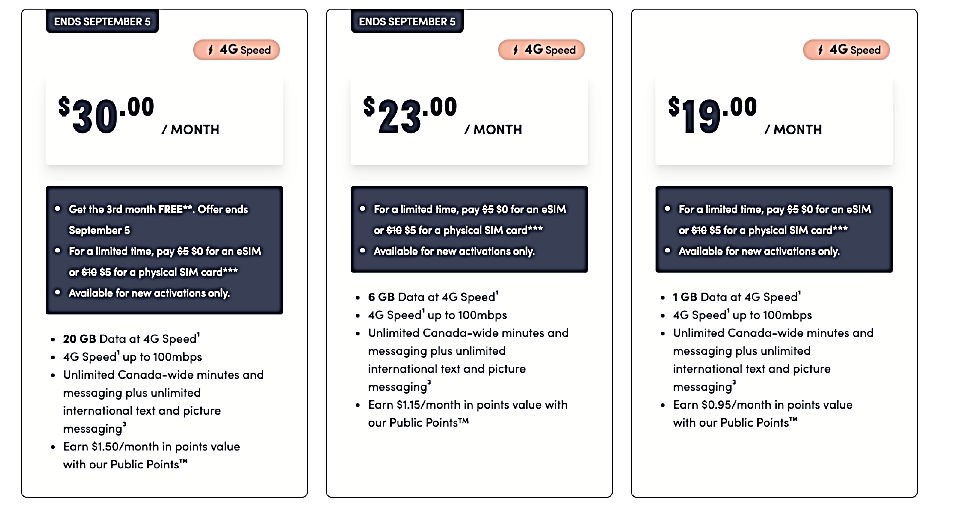 ENDS SEPTEMBER 5
4G Speed
$30.00
/ MONTH
• Get the 3rd month FREE**. Offer ends
September 5
• For a limited time, pay $5 $0 for an eSIM
or $10 $5 for a physical SIM card***
• Available for new activations only.
• 20 GB Data at 4G Speed¹
• 4G Speed¹ up to 100mbps
• Unlimited Canada-wide minutes and
messaging plus unlimited
international text and picture
messaging³
• Earn $1.50/month in points value
with our Public Points™
ENDS SEPTEMBER 5
4G Speed
$23.00
/ MONTH
• For a limited time, pay $5 $0 for an eSIM
or $10 $5 for a physical SIM card***
• Available for new activations only.
• 6 GB Data at 4G Speed¹
• 4G Speed¹ up to 100mbps
• Unlimited Canada-wide minutes and
messaging plus unlimited
international text and picture
messaging³
• Earn $1.15/month in points value with
our Public Points™
4G Speed
$19.00
/ MONTH
• For a limited time, pay $5 $0 for an eSIM
or $10 $5 for a physical SIM card***
• Available for new activations only.
• 1 GB Data at 4G Speed¹
• 4G Speed¹ up to 100mbps
• Unlimited Canada-wide minutes and
messaging plus unlimited
international text and picture
messaging³
• Earn $0.95/month in points value
with our Public Points™